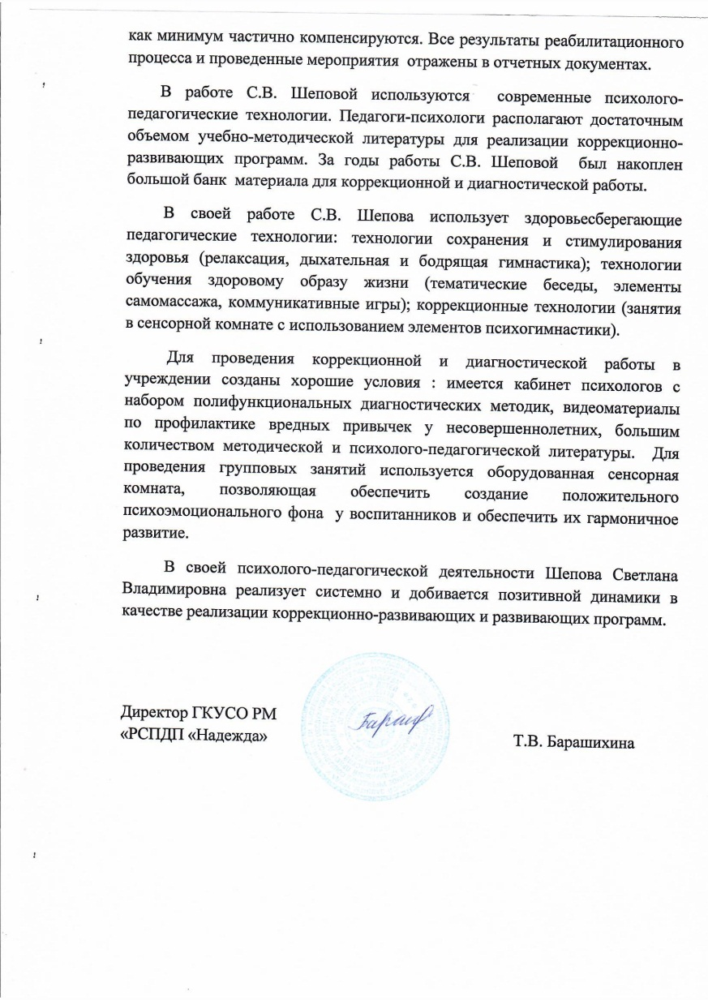 как минимум частично компенсируются. Все результаты реабилитационного
процесса и проведенные мероприятия отражены в отчетных документах.
В работе С.В. Шеповой используются современные психолого-
педагогические технологии. Педагоги-психологи располагают достаточным
объемом учебно-методической литературы для реализации коррекционно-
развивающих программ. За годы работы С.В. Шеповой был накоплен
большой банк материала для коррекционной и диагностической работы.
В своей работе С.В. Шепова использует здоровьесберегающие
педагогические технологии: технологии сохранения и стимулирования
здоровья (релаксация, дыхательная и бодрящая гимнастика); технологии
обучения здоровому образу жизни (тематические беседы, элементы
самомассажа, коммуникативные игры); коррекционные технологии (занятия
в сенсорной комнате с использованием элементов психогимнастики).
Для проведения коррекционной и диагностической работы в
учреждении созданы хорошие условия : имеется кабинет психологов с
набором полифункциональных диагностических методик, видеоматериалы
по профилактике вредных привычек у несовершеннолетних, большим
количеством методической и психолого-педагогической литературы. Для
проведения групповых занятий используется оборудованная сенсорная
комната, позволяющая обеспечить создание положительного
психоэмоционального фона у воспитанников и обеспечить их гармоничное
развитие.
В своей психолого-педагогической деятельности Шепова Светлана
Владимировна реализует системно и добивается позитивной динамики в
качестве реализации коррекционно-развивающих и развивающих программ.
Директор ГКУСО РМ
«РСПДП «Надежда»
Т.В. Барашихина